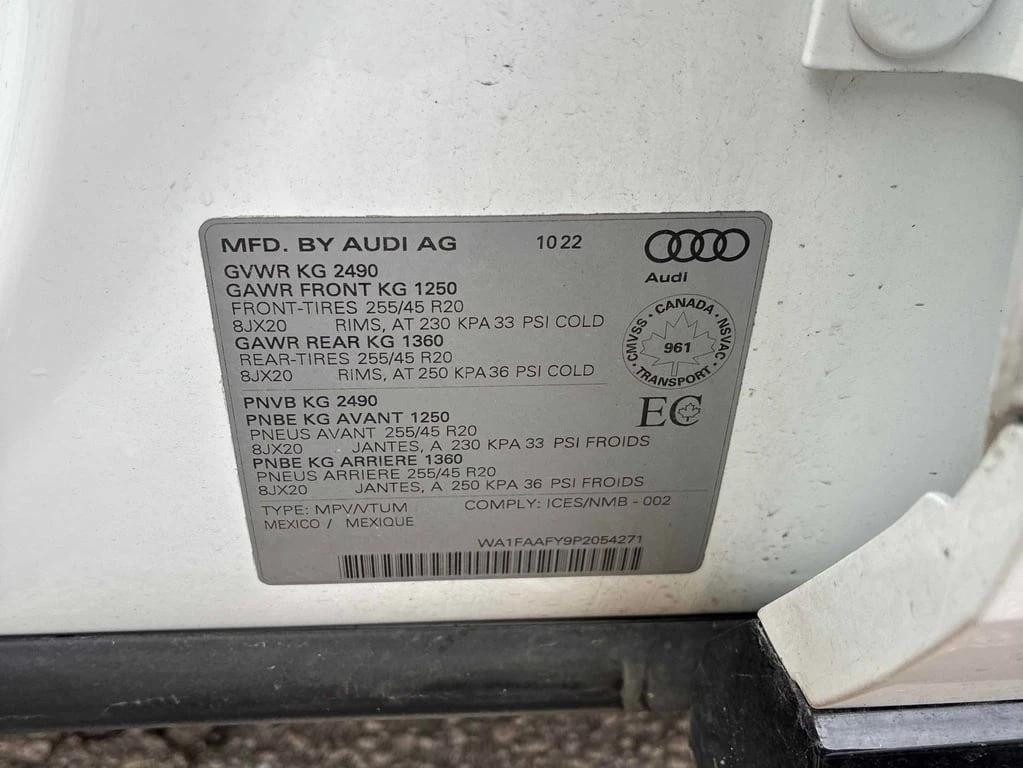 MFD. BY AUDI AG 10 22
Audi
GVWR KG 2490
GAWR FRONT KG 1250
FRONT-TIRES 255/45 R20
8JX20 RIMS, AT 230 KPA 33 PSI COLD
GAWR REAR KG 1360
REAR-TIRES 255/45 R20
8JX20 RIMS, AT 250 KPA 36 PSI COLD
CMVSS · CANADA · NSVAC · TRANSPORT ·
961
PNVB KG 2490
PNBE KG AVANT 1250
PNEUS AVANT 255/45 R20
8JX20 JANTES, A 230 KPA 33 PSI FROIDS
PNBE KG ARRIERE 1360
PNEUS ARRIERE 255/45 R20
8JX20 JANTES, A 250 KPA 36 PSI FROIDS
EC
TYPE: MPV/VTUM COMPLY: ICES/NMB - 002
MEXICO / MEXIQUE
WA1FAAFY9P2054271